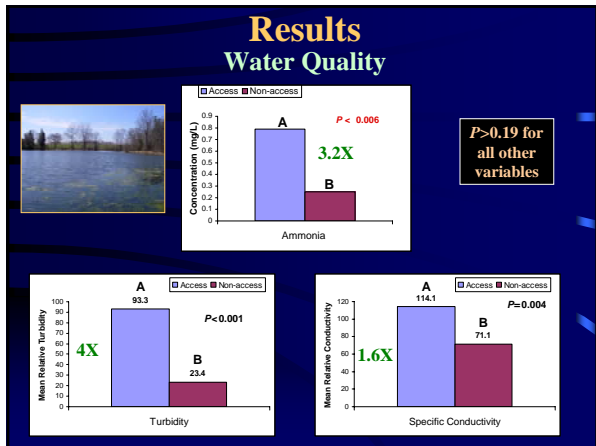 Results
Water Quality
Access Non-access
P < 0.006
A
3.2X
B
Concentration (mg/L)
0.9
0.8
0.7
0.6
0.5
0.4
0.3
0.2
0.1
0
Ammonia
P>0.19 for
all other
variables
Access Non-access
A
93.3
P<0.001
4X
B
23.4
Mean Relative Turbidity
100
90
80
70
60
50
40
30
20
10
0
Turbidity
Access Non-access
A
114.1
P=0.004
B
71.1
1.6X
Mean Relative Conductivity
120
100
80
60
40
20
0
Specific Conductivity